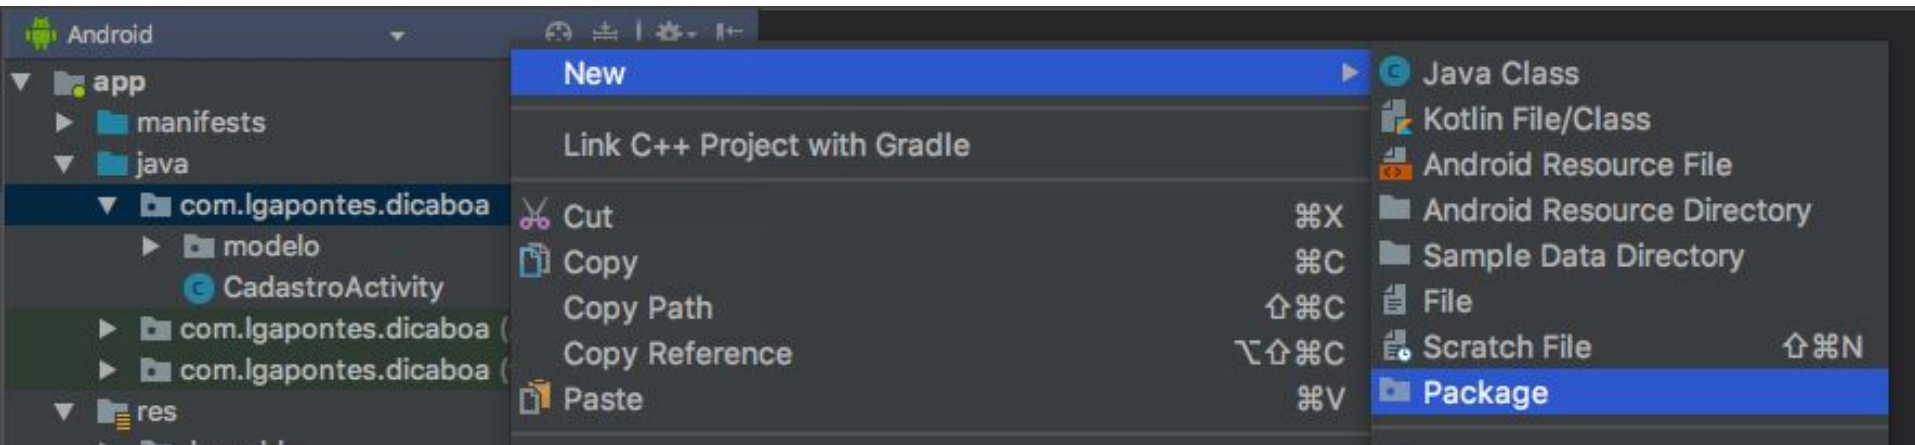 Android
app
manifests
java
com.lgapontes.dicaboa
modelo
CadastroActivity
com.lgapontes.dicaboa (
com.lgapontes.dicaboa (
res
New
Link C++ Project with Gradle
Cut ⌘X
Copy ⌘C
Copy Path ⇧⌘C
Copy Reference ⌥⇧⌘C
Paste ⌘V
Java Class
Kotlin File/Class
Android Resource File
Android Resource Directory
Sample Data Directory
File
Scratch File ⇧⌘N
Package